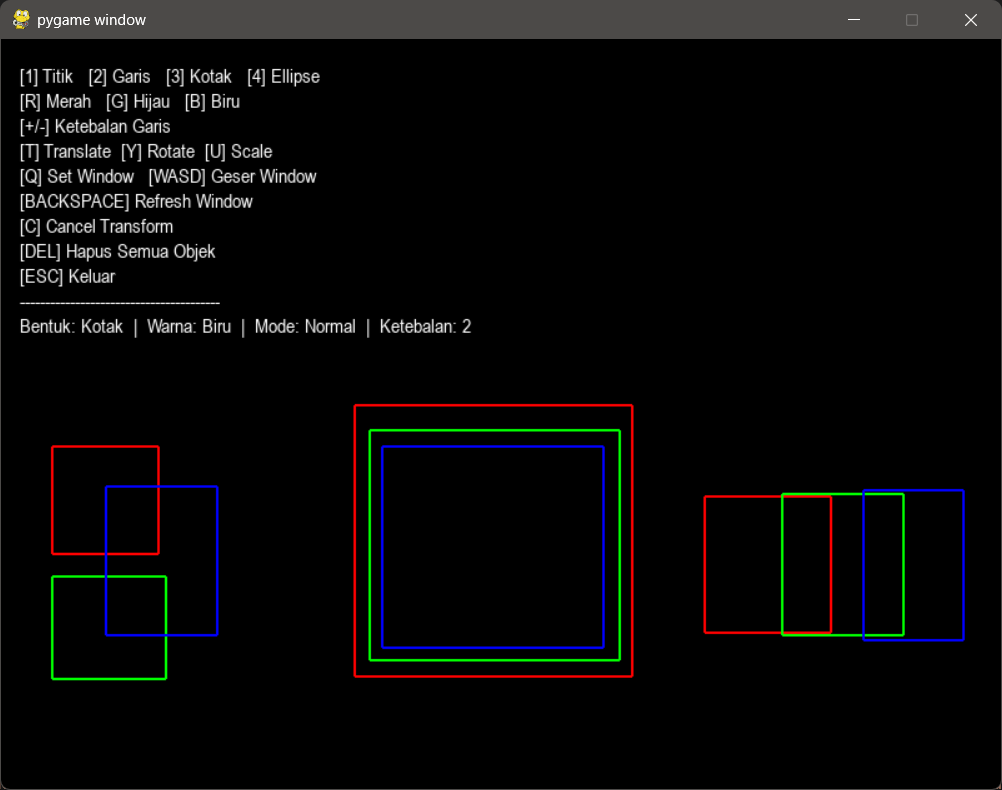 pygame window
[1] Titik   [2] Garis   [3] Kotak   [4] Ellipse
[R] Merah   [G] Hijau   [B] Biru
[+/-] Ketebalan Garis
[T] Translate  [Y] Rotate  [U] Scale
[Q] Set Window   [WASD] Geser Window
[BACKSPACE] Refresh Window
[C] Cancel Transform
[DEL] Hapus Semua Objek
[ESC] Keluar
----------------------------------------
Bentuk: Kotak  |  Warna: Biru  |  Mode: Normal  |  Ketebalan: 2